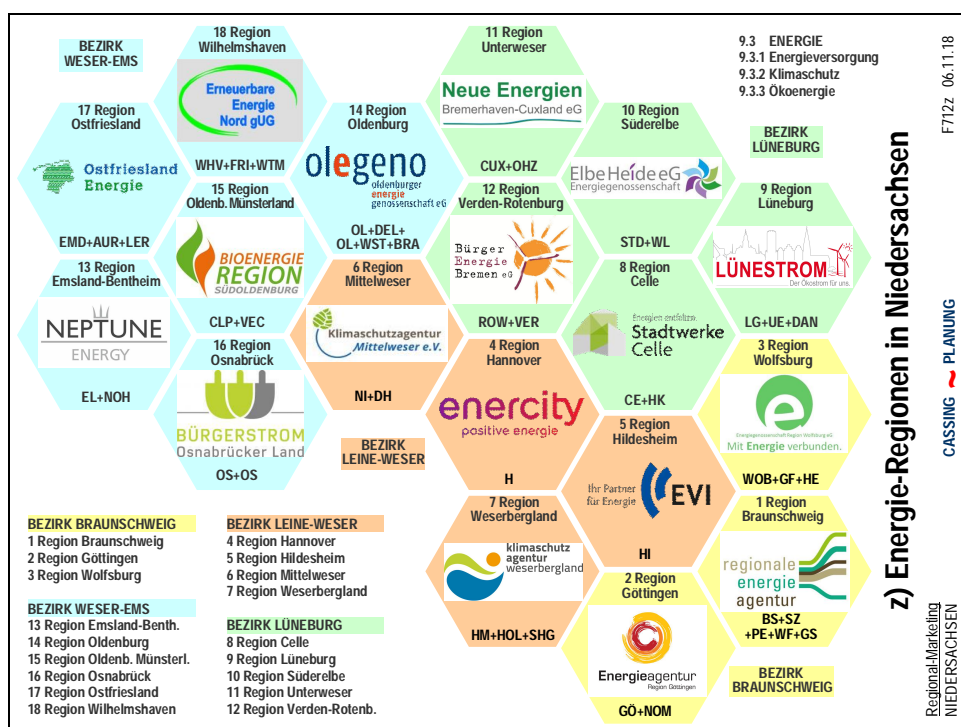 BEZIRK
WESER-EMS
18 Region
Wilhelmshaven
Erneuerbare
Energie
Nord gUG
WHV+FRI+WTM
11 Region
Unterweser
Neue Energien
Bremerhaven-Cuxland eG
CUX+OHZ
9.3 ENERGIE
9.3.1 Energieversorgung
9.3.2 Klimaschutz
9.3.3 Ökoenergie
17 Region
Ostfriesland
Ostfriesland
Energie
EMD+AUR+LER
14 Region
Oldenburg
olegeno
oldenburger
energie
genossenschaft eG
OL+DEL+
OL+WST+BRA
10 Region
Süderelbe
ElbeHeide eG
Energiegenossenschaft
STD+WL
BEZIRK
LÜNEBURG
15 Region
Oldenb. Münsterland
BIOENERGIE
REGION
SÜDOLDENBURG
CLP+VEC
12 Region
Verden-Rotenburg
Bürger
Energie
Bremen eG
ROW+VER
9 Region
Lüneburg
LÜNESTROM
Der Ökostrom für uns.
LG+UE+DAN
13 Region
Emsland-Bentheim
NEPTUNE
ENERGY
EL+NOH
6 Region
Mittelweser
Klimaschutzagentur
Mittelweser e.V.
NI+DH
8 Region
Celle
Energien entfalten.
Stadtwerke
Celle
CE+HK
16 Region
Osnabrück
BÜRGERSTROM
Osnabrücker Land
OS+OS
4 Region
Hannover
enercity
positive energie
H
3 Region
Wolfsburg
e
Energiegenossenschaft Region Wolfsburg eG
Mit Energie verbunden.
WOB+GF+HE
BEZIRK
LEINE-WESER
5 Region
Hildesheim
Ihr Partner
für Energie
EVI
HI
7 Region
Weserbergland
klimaschutz
agentur
weserbergland
HM+HOL+SHG
1 Region
Braunschweig
regionale
energie
agentur
BS+SZ
+PE+WF+GS
2 Region
Göttingen
Energieagentur
Region Göttingen
GÖ+NOM
BEZIRK
BRAUNSCHWEIG
BEZIRK BRAUNSCHWEIG
1 Region Braunschweig
2 Region Göttingen
3 Region Wolfsburg
BEZIRK WESER-EMS
13 Region Emsland-Benth.
14 Region Oldenburg
15 Region Oldenb. Münsterl.
16 Region Osnabrück
17 Region Ostfriesland
18 Region Wilhelmshaven
BEZIRK LEINE-WESER
4 Region Hannover
5 Region Hildesheim
6 Region Mittelweser
7 Region Weserbergland
BEZIRK LÜNEBURG
8 Region Celle
9 Region Lüneburg
10 Region Süderelbe
11 Region Unterweser
12 Region Verden-Rotenb.
z) Energie-Regionen in Niedersachsen
F712z 06.11.18
CASSING ~ PLANUNG
Regional-Marketing
NIEDERSACHSEN